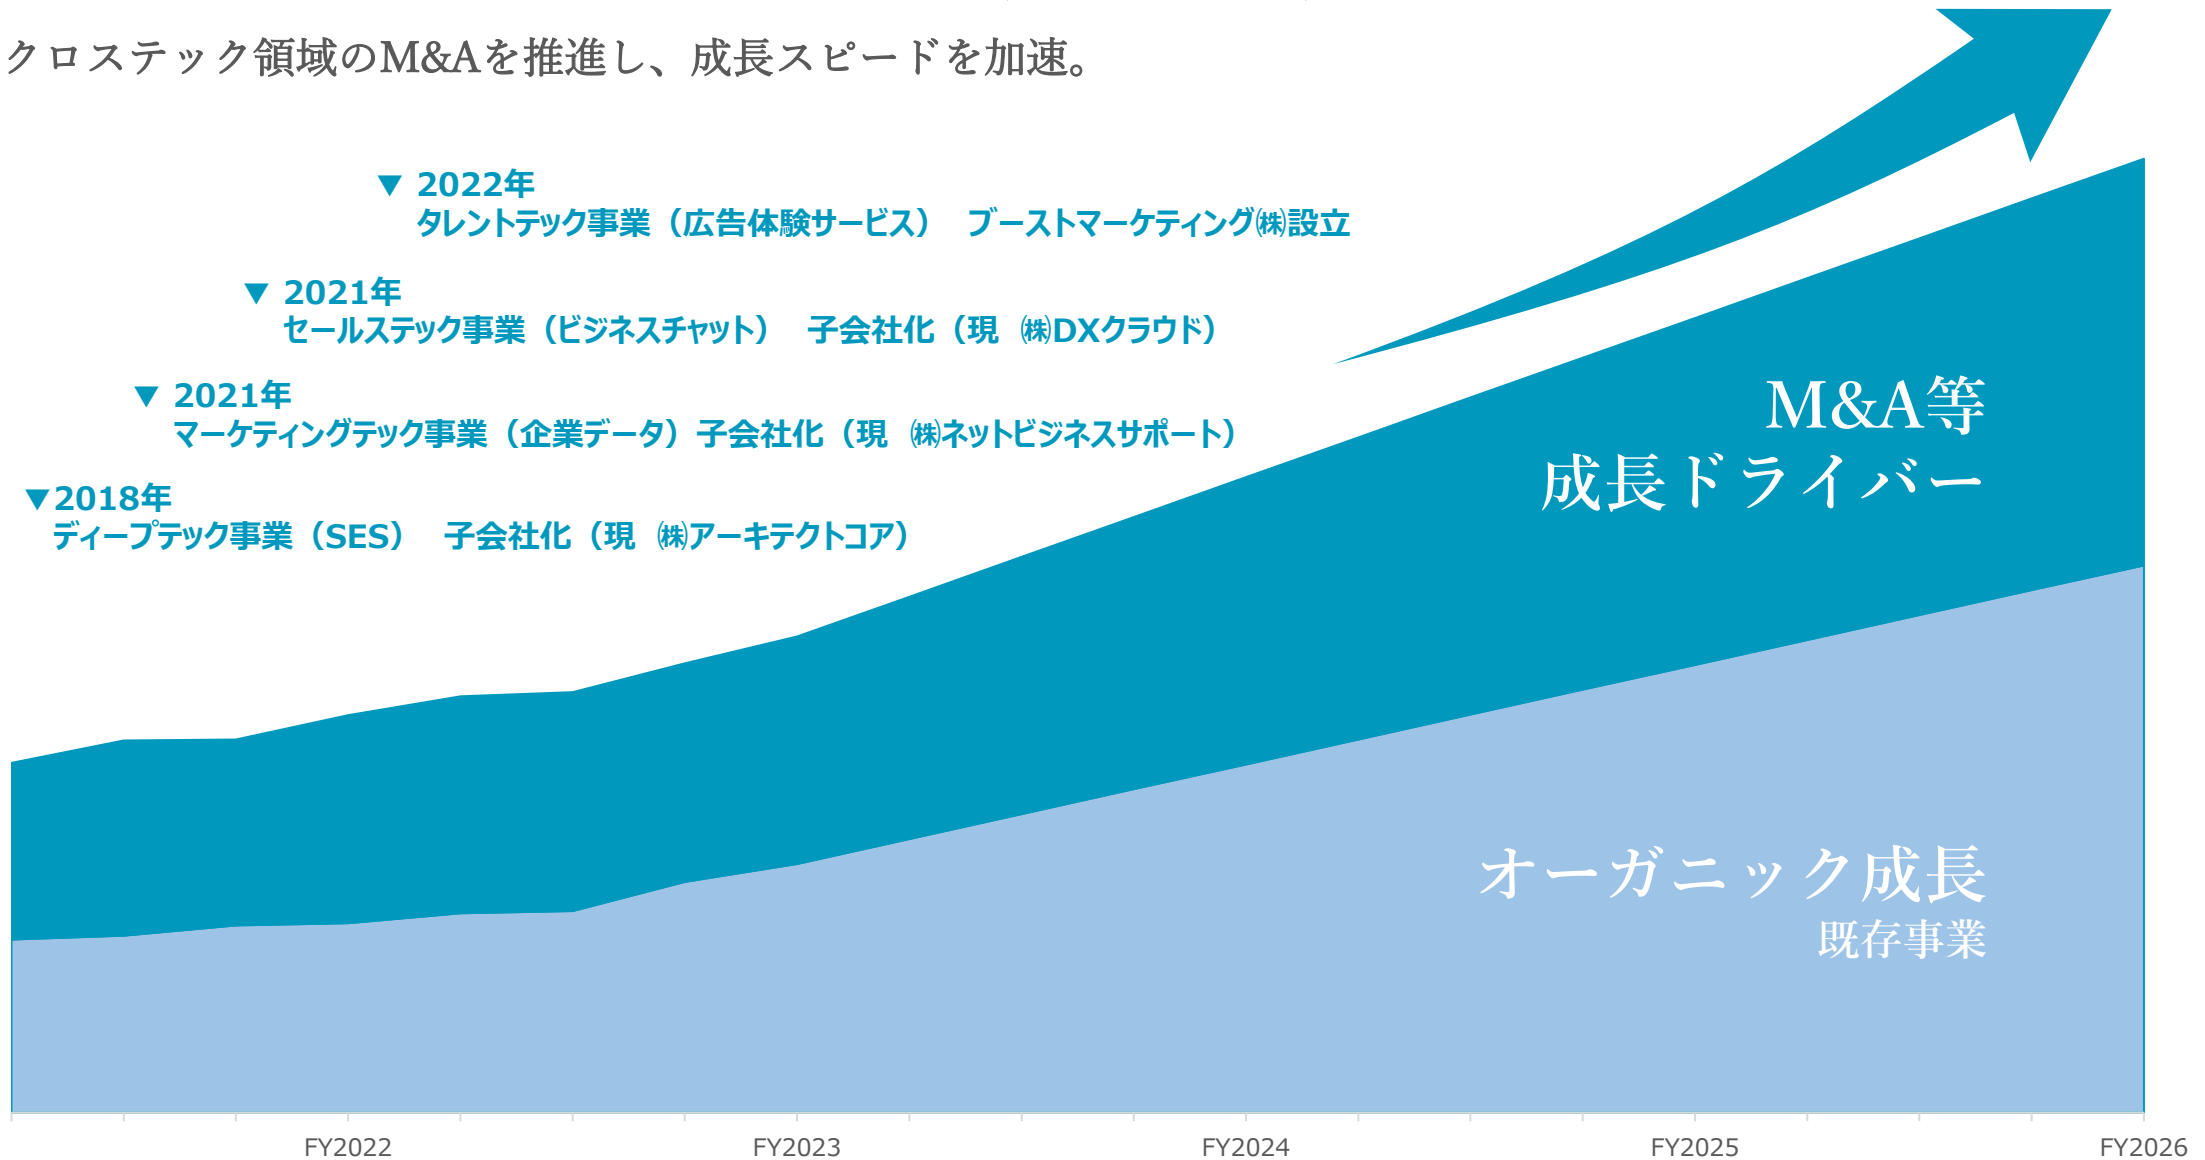 クロステック領域のM&Aを推進し、成長スピードを加速。
▼ 2022年
タレントテック事業（広告体験サービス）　ブーストマーケティング㈱設立
▼ 2021年
セールステック事業（ビジネスチャット）　子会社化（現　㈱DXクラウド）
▼ 2021年
マーケティングテック事業（企業データ）子会社化（現　㈱ネットビジネスサポート）
▼2018年
ディープテック事業（SES）　子会社化（現　㈱アーキテクトコア）
M&A等
成長ドライバー
オーガニック成長
既存事業
FY2022 FY2023 FY2024 FY2025 FY2026